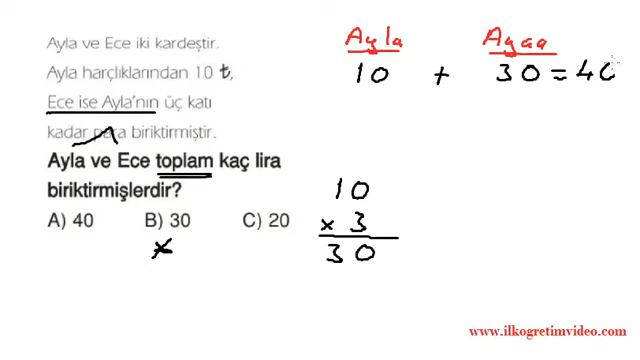 Ayla ve Ece iki kardeştir.
Ayla harçlıklarından 10 ₺,
Ece ise Ayla'nın üç katı
kadar para biriktirmiştir.
Ayla ve Ece toplam kaç lira
biriktirmişlerdir?
A) 40 B) 30 C) 20
Ayla Ayaa
10 + 30 = 40
10
x 3
30
www.ilkogretimvideo.com